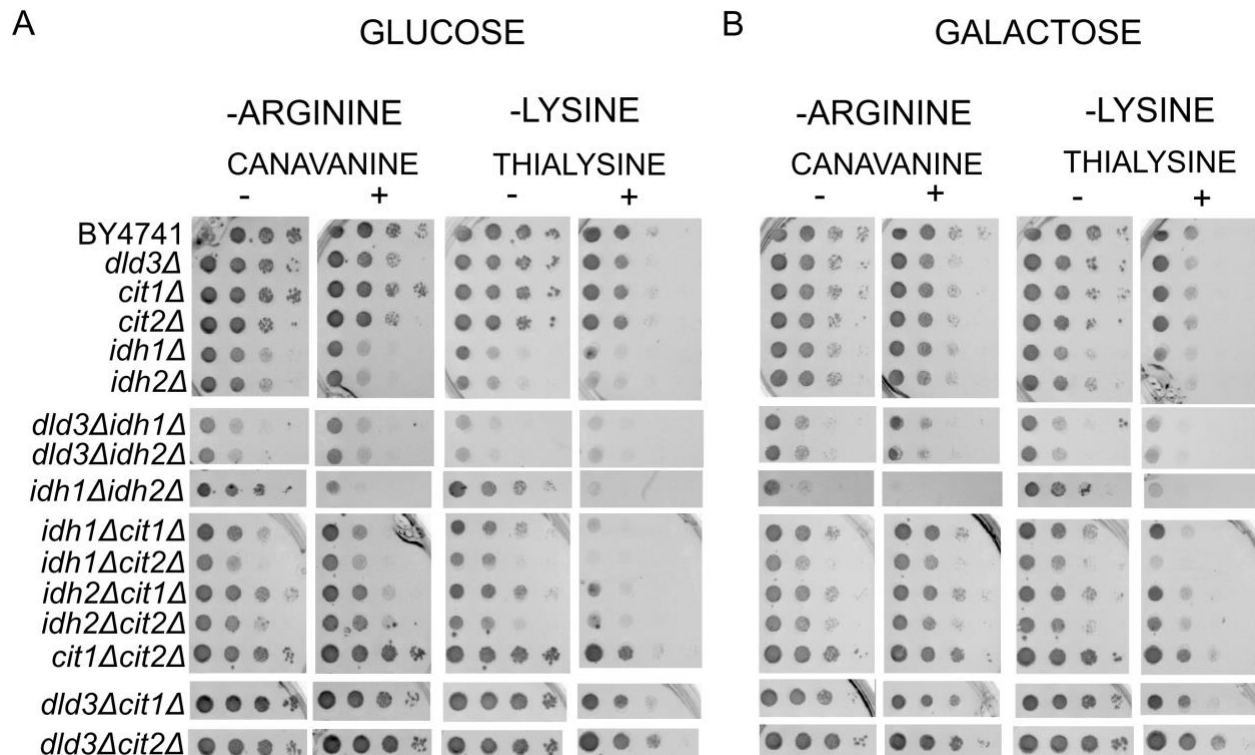 A GLUCOSE B GALACTOSE
-ARGININE -LYSINE -ARGININE -LYSINE
CANAVANINE THIALYSINE CANAVANINE THIALYSINE
- + - + - + - +
BY4741
dld3Δ
cit1Δ
cit2Δ
idh1Δ
idh2Δ
dld3Δidh1Δ
dld3Δidh2Δ
idh1Δidh2Δ
idh1Δcit1Δ
idh1Δcit2Δ
idh2Δcit1Δ
idh2Δcit2Δ
cit1Δcit2Δ
dld3Δcit1Δ
dld3Δcit2Δ